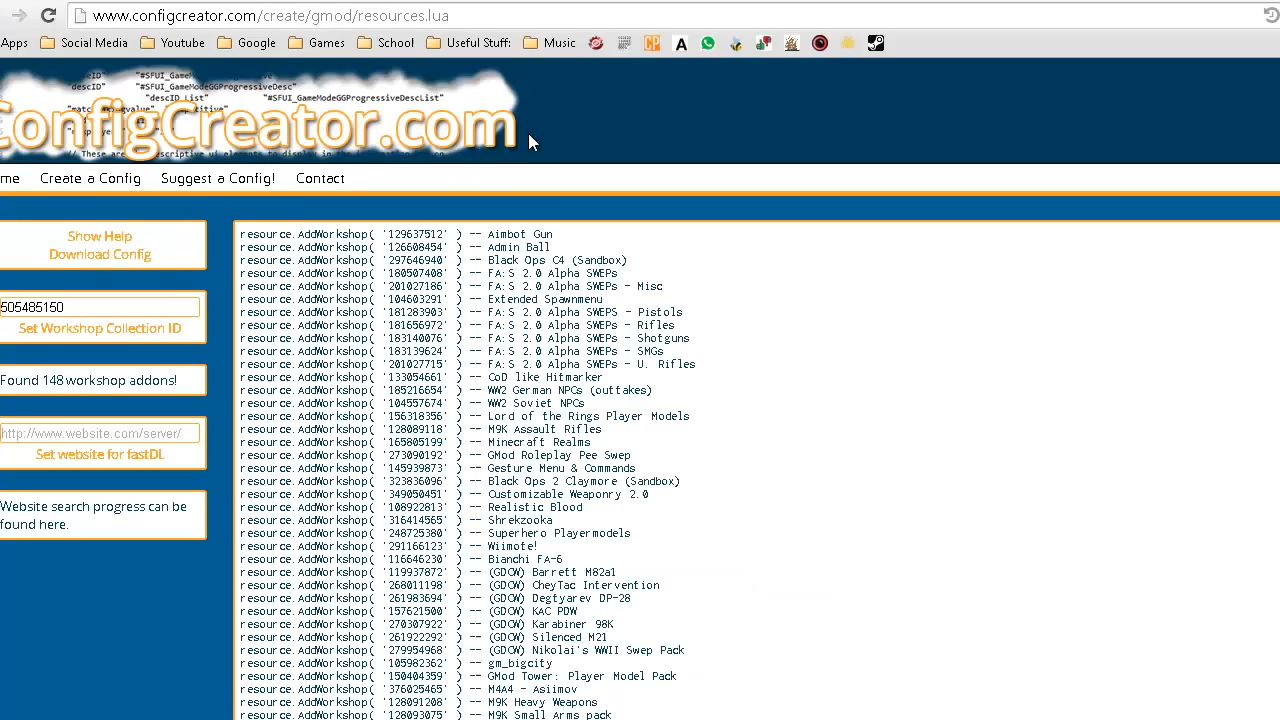 www.configcreator.com/create/gmod/resources.lua
Apps Social Media Youtube Google Games School Useful Stuff: Music CP A
descID" "#SFUI_GameMode
"descID" "#SFUI_GameModeGGProgressiveDesc"
"descID_List" "#SFUI_GameModeGGProgressiveDescList"
ConfigCreator.com
me Create a Config Suggest a Config! Contact
Show Help
Download Config
505485150
Set Workshop Collection ID
Found 148 workshop addons!
http://www.website.com/server/
Set website for fastDL
Website search progress can be
found here.
resource.AddWorkshop( '129637512' ) -- Aimbot Gun
resource.AddWorkshop( '126608454' ) -- Admin Ball
resource.AddWorkshop( '297646940' ) -- Black Ops C4 (Sandbox)
resource.AddWorkshop( '180507408' ) -- FA:S 2.0 Alpha SWEPs
resource.AddWorkshop( '201027186' ) -- FA:S 2.0 Alpha SWEPs - Misc
resource.AddWorkshop( '104603291' ) -- Extended Spawnmenu
resource.AddWorkshop( '181283903' ) -- FA:S 2.0 Alpha SWEPS - Pistols
resource.AddWorkshop( '181656972' ) -- FA:S 2.0 Alpha SWEPs - Rifles
resource.AddWorkshop( '183140076' ) -- FA:S 2.0 Alpha SWEPs - Shotguns
resource.AddWorkshop( '183139624' ) -- FA:S 2.0 Alpha SWEPs - SMGs
resource.AddWorkshop( '201027715' ) -- FA:S 2.0 Alpha SWEPs - U. Rifles
resource.AddWorkshop( '133054661' ) -- CoD like Hitmarker
resource.AddWorkshop( '185216654' ) -- WW2 German NPCs (outtakes)
resource.AddWorkshop( '104557674' ) -- WW2 Soviet NPCs
resource.AddWorkshop( '156318356' ) -- Lord of the Rings Player Models
resource.AddWorkshop( '128089118' ) -- M9K Assault Rifles
resource.AddWorkshop( '165805199' ) -- Minecraft Realms
resource.AddWorkshop( '273090192' ) -- GMod Roleplay Pee Swep
resource.AddWorkshop( '145939873' ) -- Gesture Menu & Commands
resource.AddWorkshop( '323836096' ) -- Black Ops 2 Claymore (Sandbox)
resource.AddWorkshop( '349050451' ) -- Customizable Weaponry 2.0
resource.AddWorkshop( '108922813' ) -- Realistic Blood
resource.AddWorkshop( '316414565' ) -- Shrekzooka
resource.AddWorkshop( '248725380' ) -- Superhero Playermodels
resource.AddWorkshop( '291166123' ) -- Wiimote!
resource.AddWorkshop( '116646230' ) -- Bianchi FA-6
resource.AddWorkshop( '119937872' ) -- (GDCW) Barrett M82a1
resource.AddWorkshop( '268011198' ) -- (GDCW) CheyTac Intervention
resource.AddWorkshop( '261983694' ) -- (GDCW) Degtyarev DP-28
resource.AddWorkshop( '157621500' ) -- (GDCW) KAC PDW
resource.AddWorkshop( '270307922' ) -- (GDCW) Karabiner 98K
resource.AddWorkshop( '261922292' ) -- (GDCW) Silenced M21
resource.AddWorkshop( '279954968' ) -- (GDCW) Nikolai's WWII Swep Pack
resource.AddWorkshop( '105982362' ) -- gm_bigcity
resource.AddWorkshop( '150404359' ) -- GMod Tower: Player Model Pack
resource.AddWorkshop( '376025465' ) -- M4A4 - Asiimov
resource.AddWorkshop( '128091208' ) -- M9K Heavy Weapons
resource.AddWorkshop( '128093075' ) -- M9K Small Arms pack